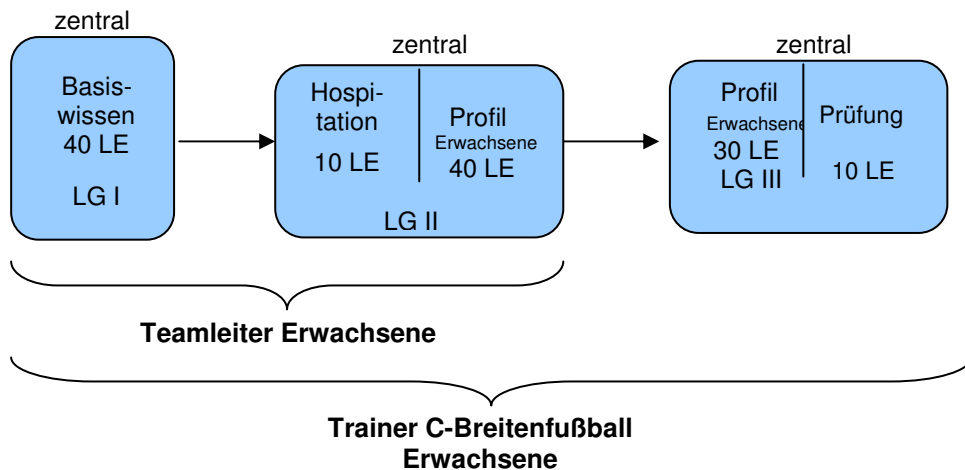 zentral
Basis-
wissen
40 LE
LG I
zentral
Hospi-
tation
10 LE
Profil
Erwachsene
40 LE
LG II
zentral
Profil
Erwachsene
30 LE
LG III
Prüfung
10 LE
Teamleiter Erwachsene
Trainer C-Breitenfußball
Erwachsene